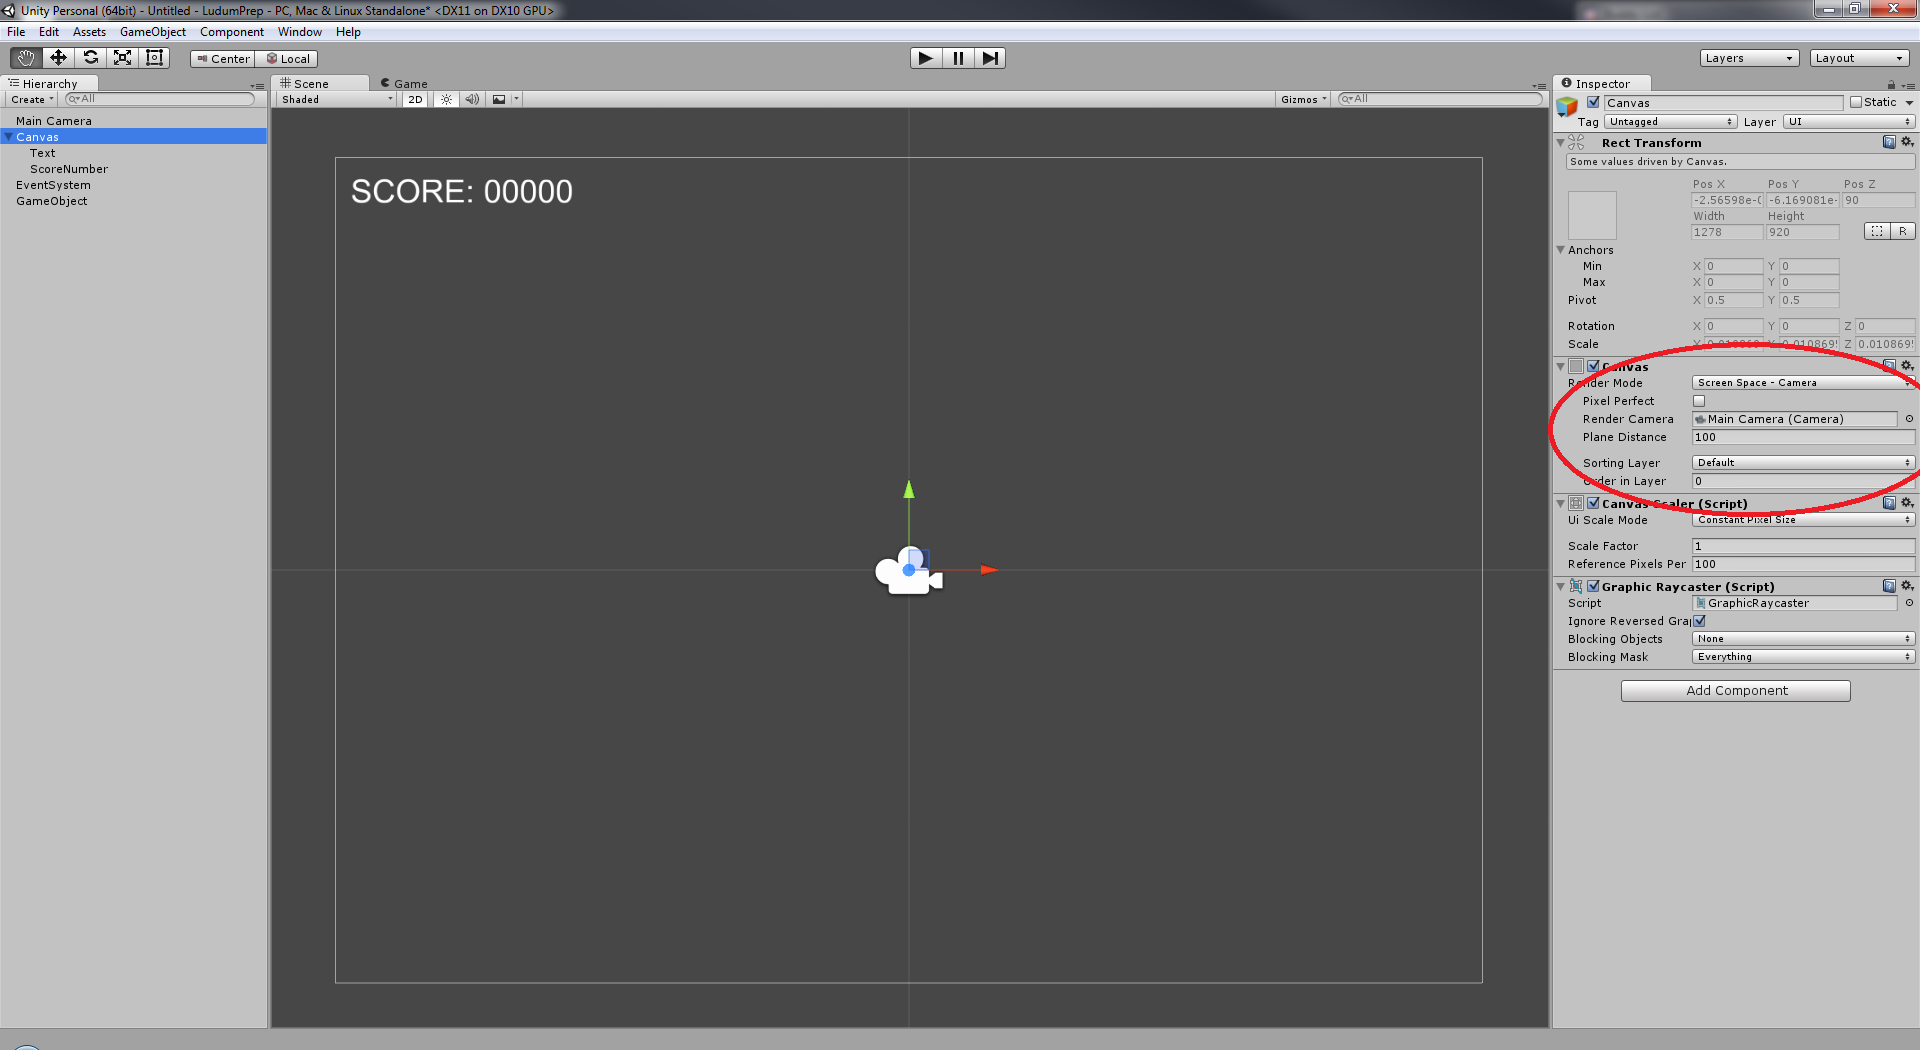 Unity Personal (64bit) - Untitled - LudumPrep - PC, Mac & Linux Standalone* <DX11 on DX10 GPU>
File Edit Assets GameObject Component Window Help
Center Local Layers Layout
Hierarchy
Create All
Main Camera
Canvas
Text
ScoreNumber
EventSystem
GameObject
Scene Game
Shaded 2D Gizmos All
SCORE: 00000
Inspector
Canvas Static
Tag Untagged Layer UI
Rect Transform
Some values driven by Canvas.
Pos X Pos Y Pos Z
-2.56598e-( -6.169081e- 90
Width Height
1278 920 R
Anchors
Min X 0 Y 0
Max X 0 Y 0
Pivot X 0.5 Y 0.5
Rotation X 0 Y 0 Z 0
Scale X Y 0.0108695 Z 0.0108695
Canvas
Render Mode Screen Space - Camera
Pixel Perfect
Render Camera Main Camera (Camera)
Plane Distance 100
Sorting Layer Default
Order in Layer 0
Canvas Scaler (Script)
Ui Scale Mode Constant Pixel Size
Scale Factor 1
Reference Pixels Per 100
Graphic Raycaster (Script)
Script GraphicRaycaster
Ignore Reversed Gra
Blocking Objects None
Blocking Mask Everything
Add Component